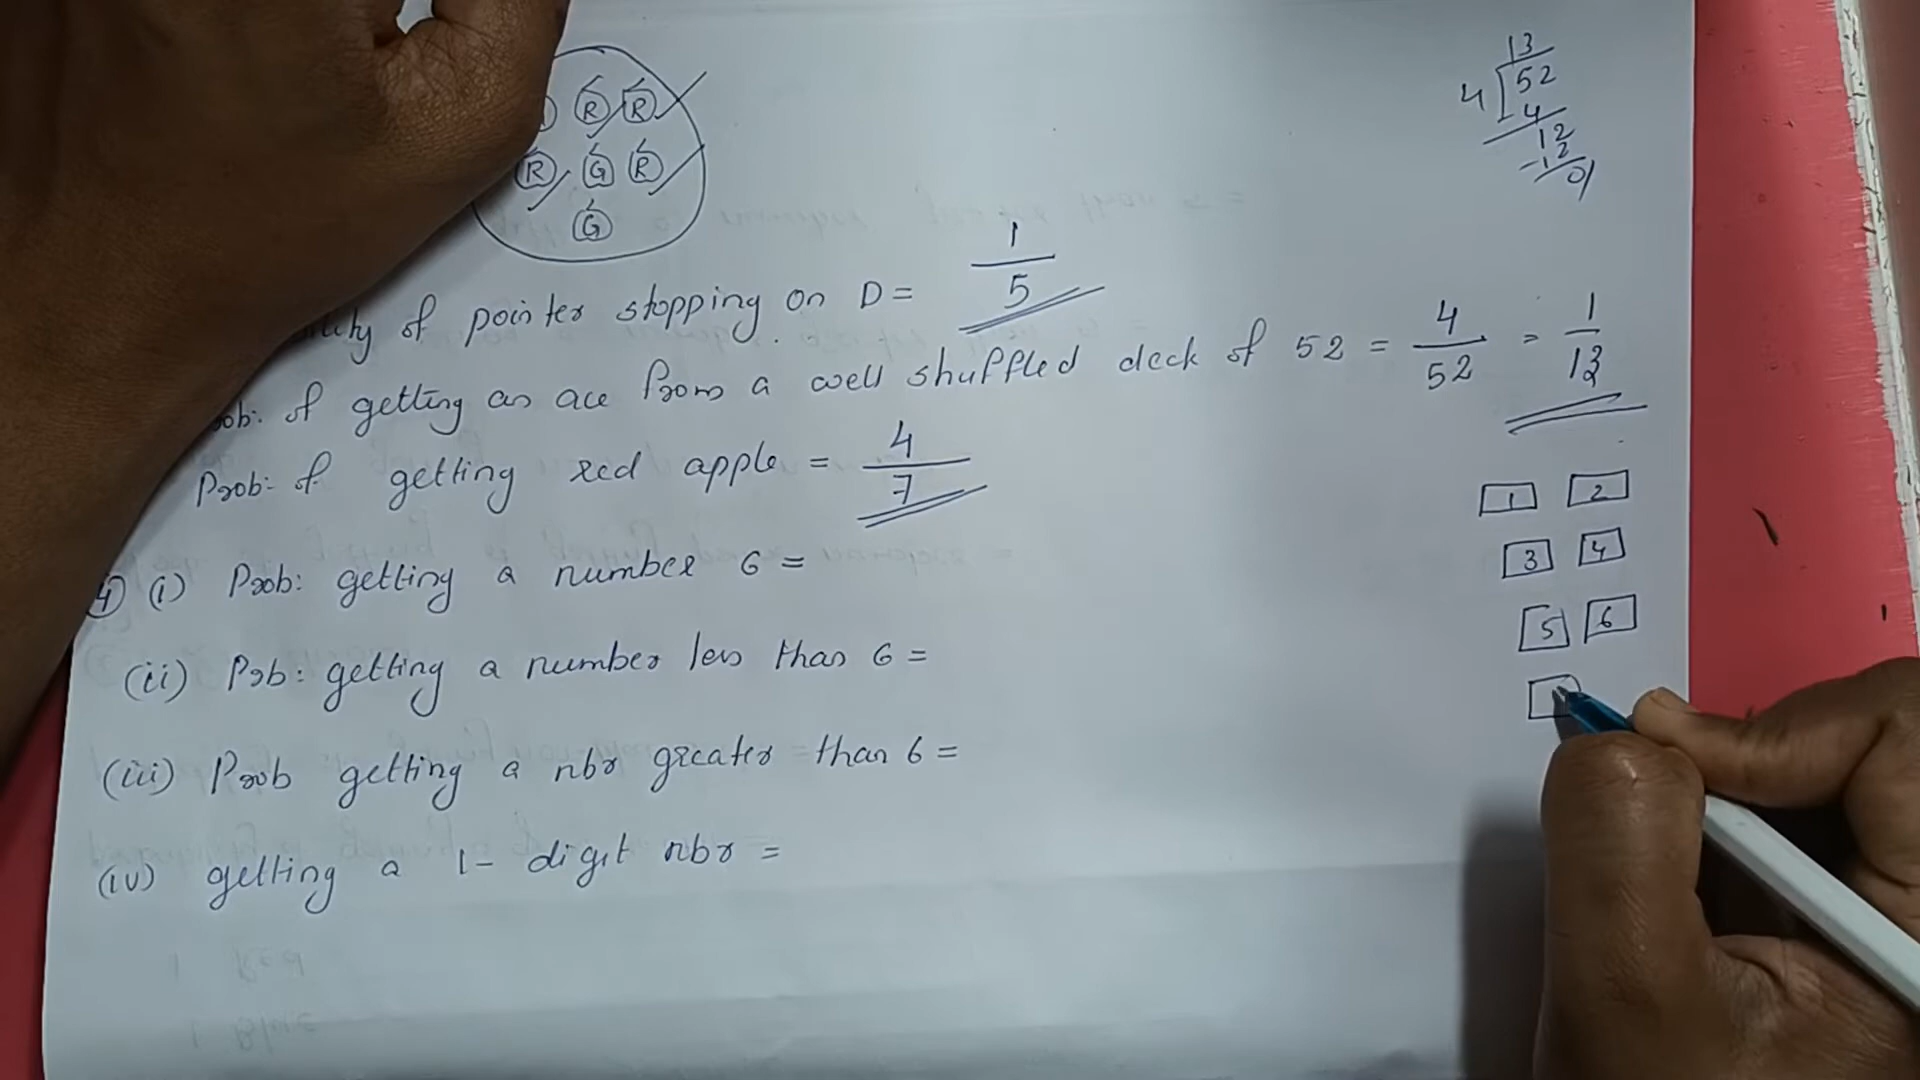 R R
R G R
G
of pointer stopping on D = 1/5
of getting an ace from a well shuffled deck of 52 = 4/52 = 1/13
Prob: of getting red apple = 4/7
4) (i) Prob: getting a number 6 =
(ii) Prob: getting a number less than 6 =
(iii) Prob getting a nbr greater than 6 =
(iv) getting a 1- digit nbr =
13
4 52
4
12
-12
0
1 2
3 4
5 6